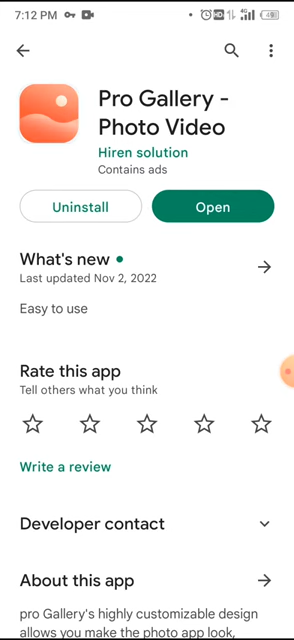 7:12 PM
Pro Gallery -
Photo Video
Hiren solution
Contains ads
Uninstall
Open
What's new
Last updated Nov 2, 2022
Easy to use
Rate this app
Tell others what you think
Write a review
Developer contact
About this app
pro Gallery's highly customizable design
allows you make the photo app look,